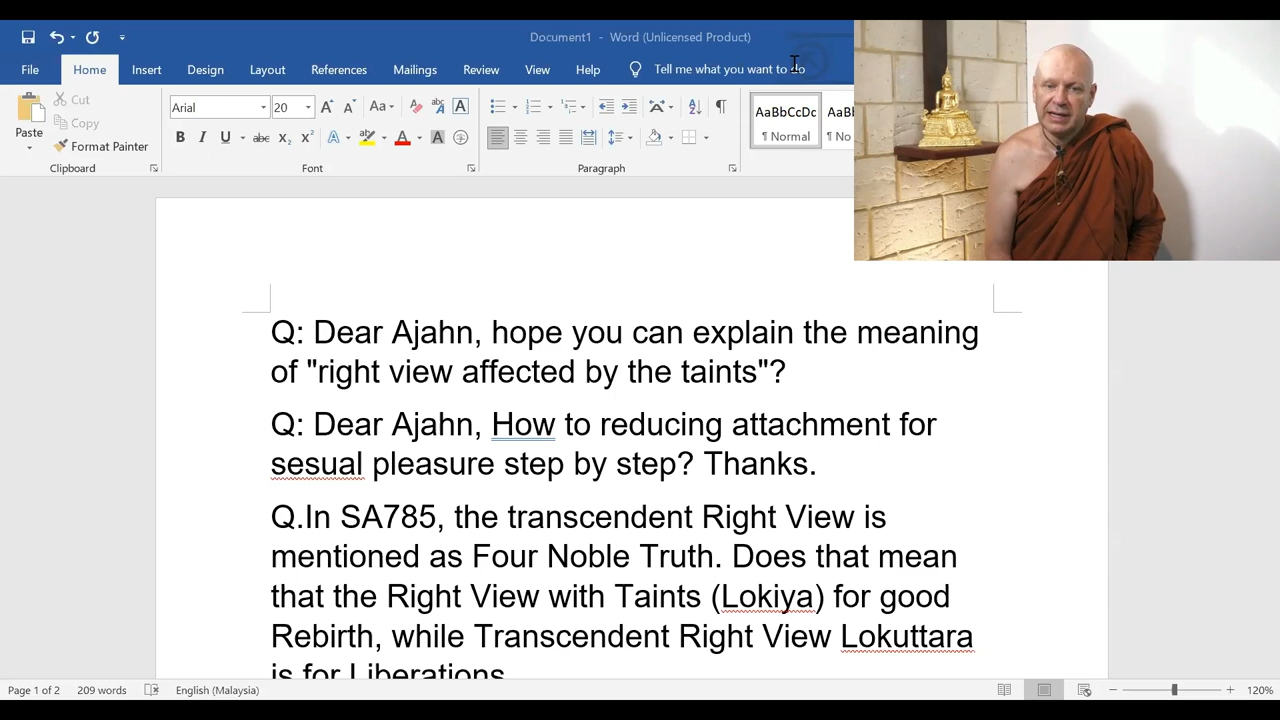 Document1 - Word (Unlicensed Product)
File Home Insert Design Layout References Mailings Review View Help Tell me what you want to do
Paste
Cut
Copy
Format Painter
Arial 20
AaBbCcDc AaBb
¶ Normal ¶ No
Clipboard Font Paragraph
Q: Dear Ajahn, hope you can explain the meaning
of "right view affected by the taints"?
Q: Dear Ajahn, How to reducing attachment for
sesual pleasure step by step? Thanks.
Q.In SA785, the transcendent Right View is
mentioned as Four Noble Truth. Does that mean
that the Right View with Taints (Lokiya) for good
Rebirth, while Transcendent Right View Lokuttara
is for Liberations
Page 1 of 2 209 words English (Malaysia) 120%